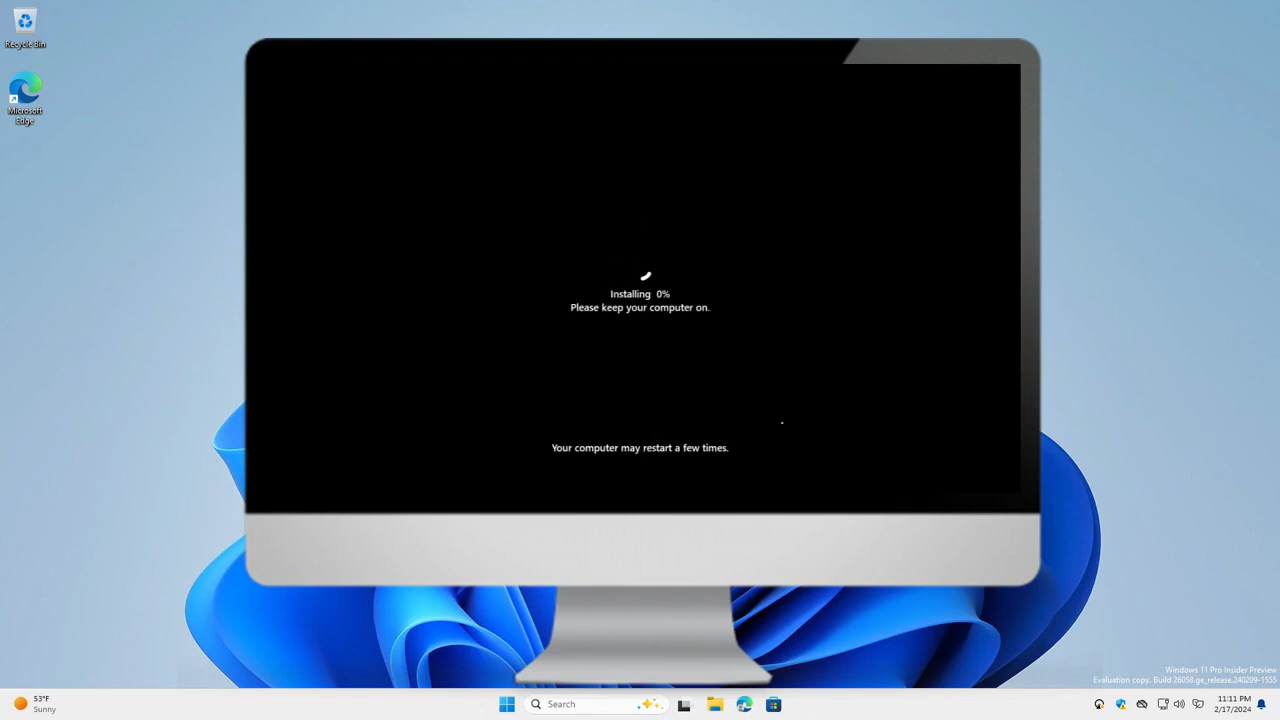 Recycle Bin
Microsoft
Edge
Installing 0%
Please keep your computer on.
Your computer may restart a few times.
Windows 11 Pro Insider Preview
Evaluation copy. Build 26058.ge_release.240209-1555
53°F
Sunny
Search
11:11 PM
2/17/2024